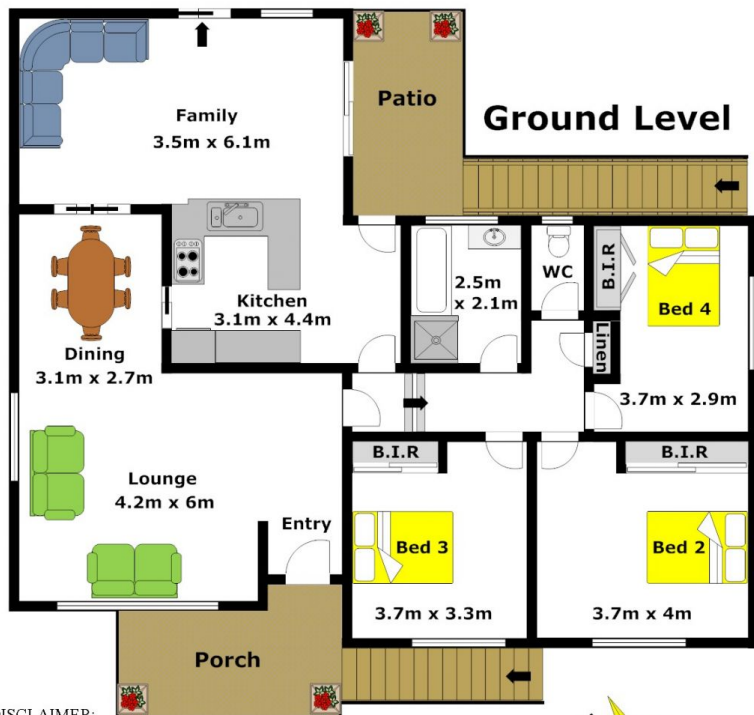 Ground Level
Patio
Family
3.5m x 6.1m
Kitchen
3.1m x 4.4m
2.5m
x 2.1m
WC
B.I.R
Bed 4
3.7m x 2.9m
Linen
Dining
3.1m x 2.7m
Lounge
4.2m x 6m
Entry
B.I.R
Bed 3
3.7m x 3.3m
B.I.R
Bed 2
3.7m x 4m
Porch
DISCLAIMER: